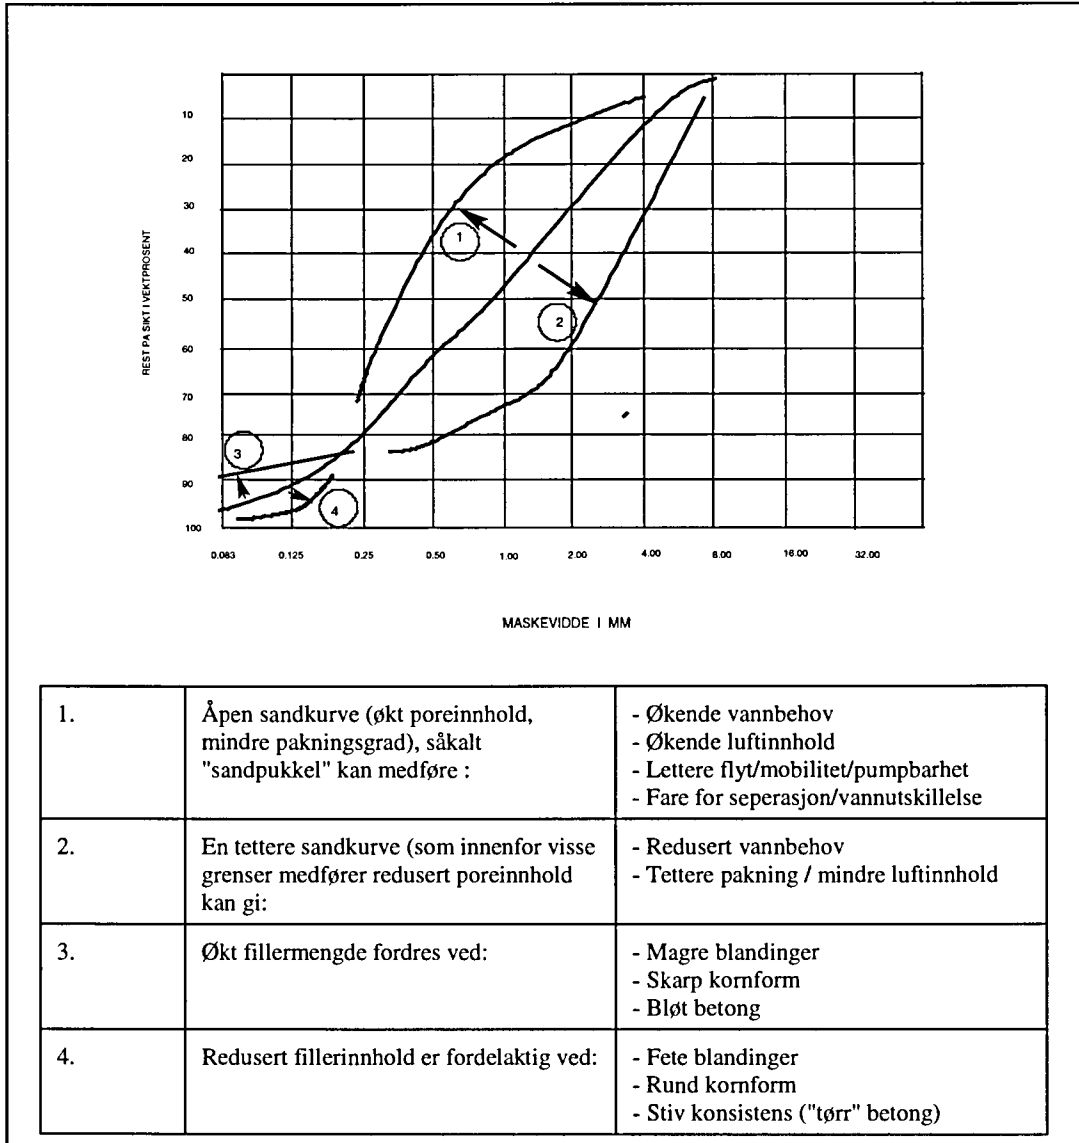 10
20
30
40
50
60
70
80
90
100
REST PA SIKT I VEKTPROSENT
1
2
3
4
0.083 0.125 0.25 0.50 1.00 2.00 4.00 8.00 16.00 32.00
MASKEVIDDE I MM
1. Åpen sandkurve (økt poreinnhold,
mindre pakningsgrad), såkalt
"sandpukkel" kan medføre :
- Økende vannbehov
- Økende luftinnhold
- Lettere flyt/mobilitet/pumpbarhet
- Fare for seperasjon/vannutskillelse
2. En tettere sandkurve (som innenfor visse
grenser medfører redusert poreinnhold
kan gi:
- Redusert vannbehov
- Tettere pakning / mindre luftinnhold
3. Økt fillermengde fordres ved:
- Magre blandinger
- Skarp kornform
- Bløt betong
4. Redusert fillerinnhold er fordelaktig ved:
- Fete blandinger
- Rund kornform
- Stiv konsistens ("tørr" betong)